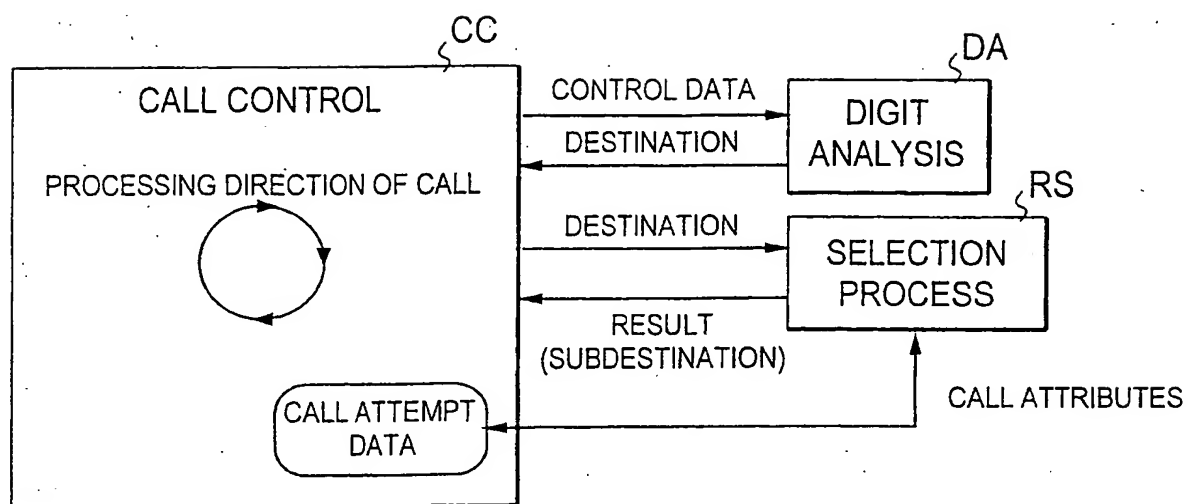 CC
CALL CONTROL
PROCESSING DIRECTION OF CALL
CALL ATTEMPT
DATA
CONTROL DATA
DESTINATION
DA
DIGIT
ANALYSIS
DESTINATION
RESULT
(SUBDESTINATION)
RS
SELECTION
PROCESS
CALL ATTRIBUTES